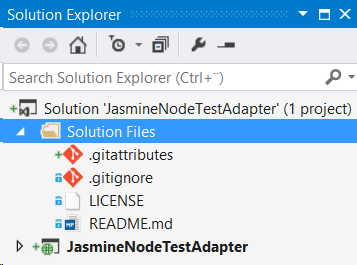 Solution Explorer
Search Solution Explorer (Ctrl+¨)
Solution 'JasmineNodeTestAdapter' (1 project)
Solution Files
.gitattributes
.gitignore
LICENSE
README.md
JasmineNodeTestAdapter